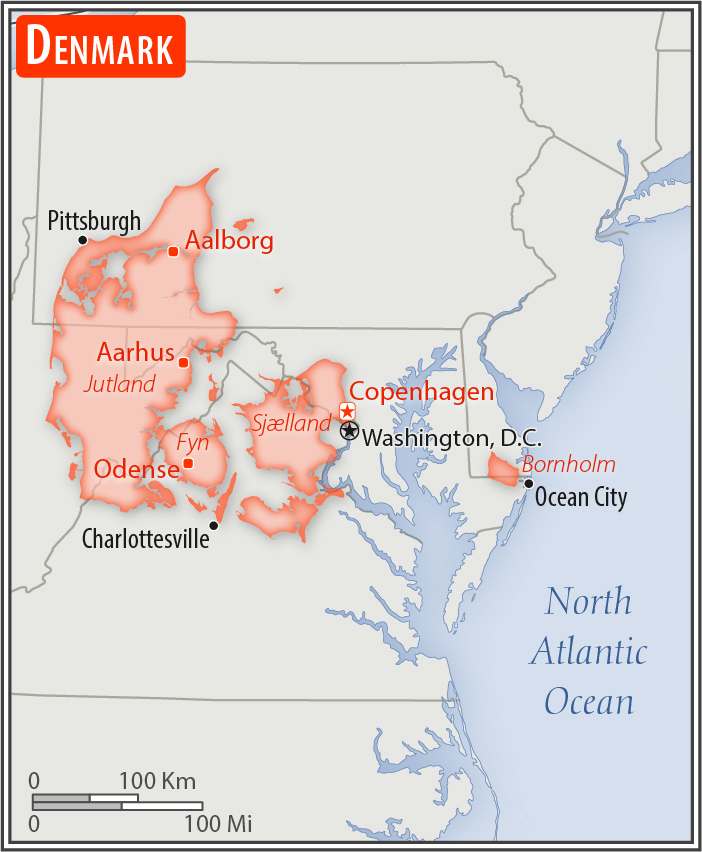 DENMARK
Pittsburgh
Aalborg
Aarhus
Jutland
Copenhagen
Sjælland
Washington, D.C.
Fyn
Odense
Bornholm
Ocean City
Charlottesville
North
Atlantic
Ocean
0 100 Km
0 100 Mi